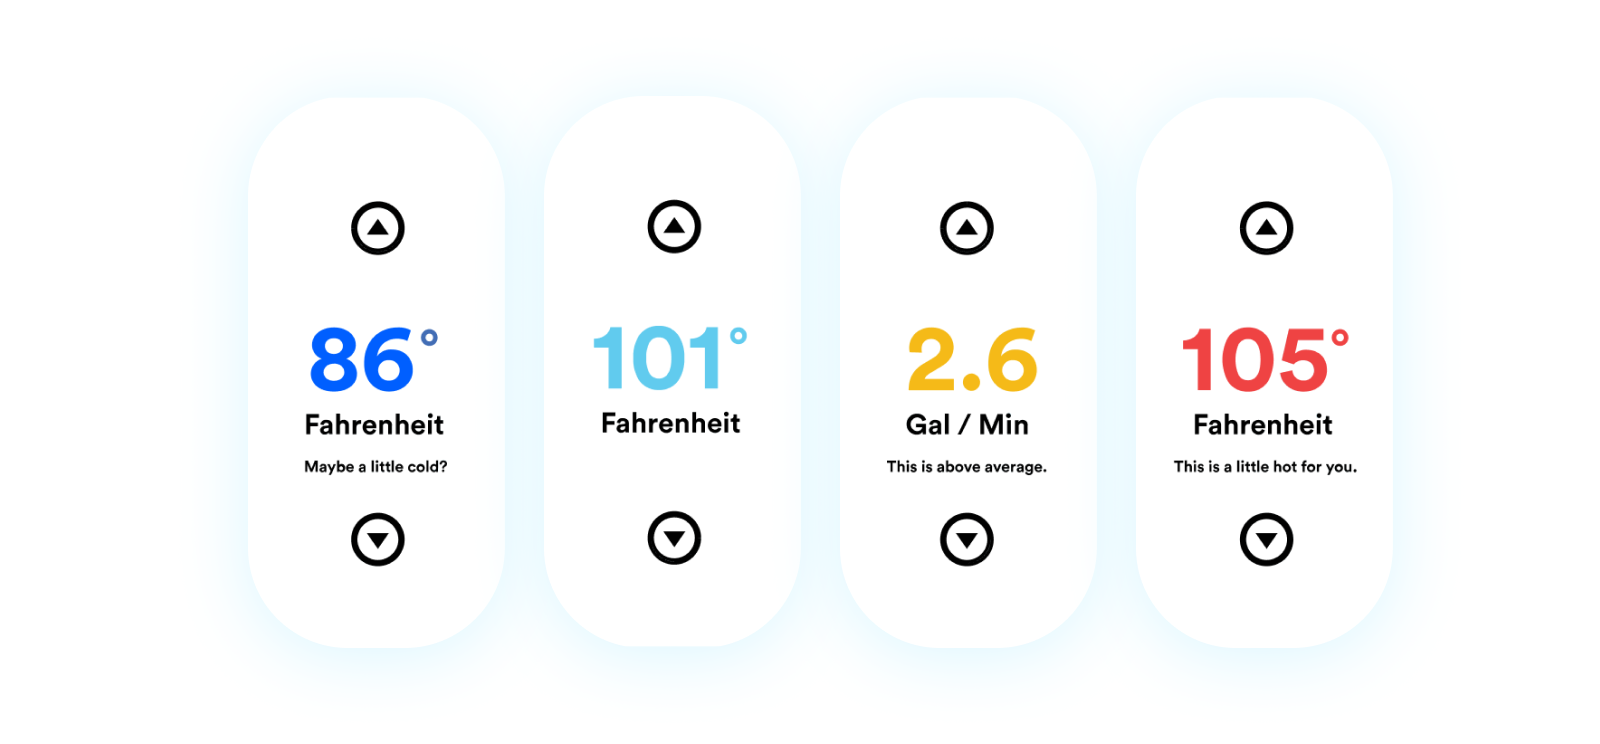 86°
Fahrenheit
Maybe a little cold?
101°
Fahrenheit
2.6
Gal / Min
This is above average.
105°
Fahrenheit
This is a little hot for you.